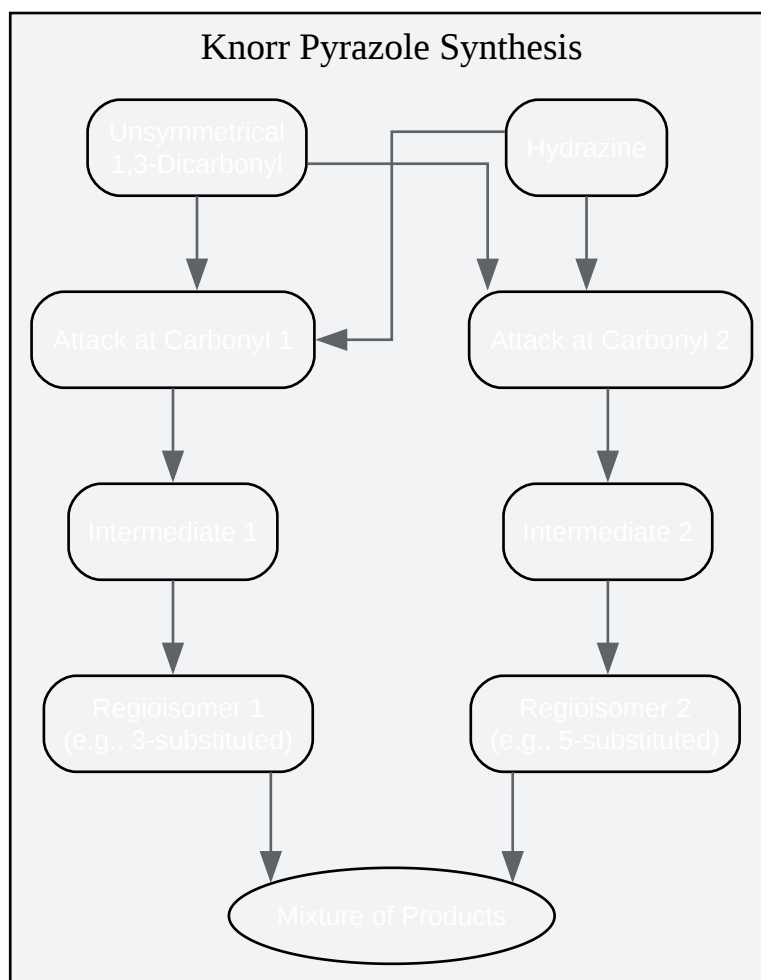 Knorr Pyrazole Synthesis
Unsymmetrical
1,3-Dicarbonyl
Hydrazine
Attack at Carbonyl 1
Attack at Carbonyl 2
Intermediate 1
Intermediate 2
Regioisomer 1
(e.g., 3-substituted)
Regioisomer 2
(e.g., 5-substituted)
Mixture of Products